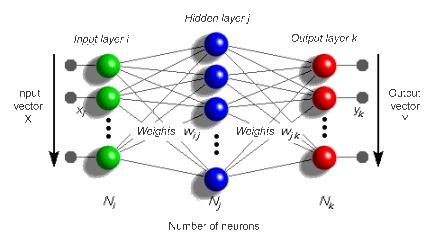 Hidden layer j
Input layer i
Output layer k
Input
vector
X
x_i
Weights w_ij
Weights w_jk
y_k
Output
vector
Y
N_i
N_j
N_k
Number of neurons